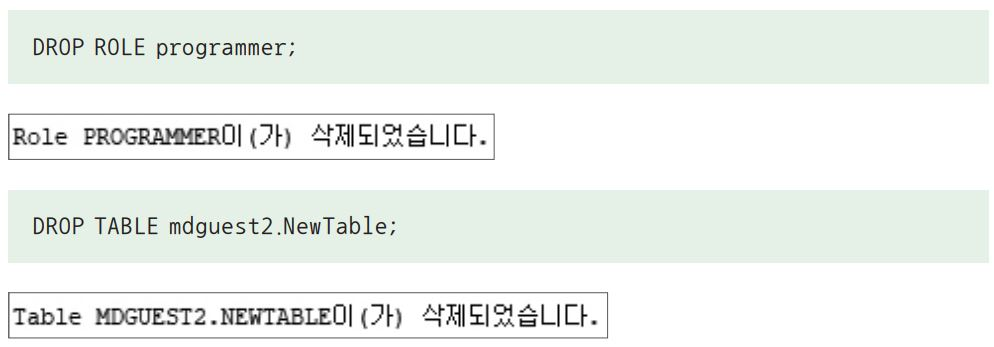 DROP ROLE programmer;
Role PROGRAMMER이(가) 삭제되었습니다.
DROP TABLE mdguest2.NewTable;
Table MDGUEST2.NEWTABLE이(가) 삭제되었습니다.